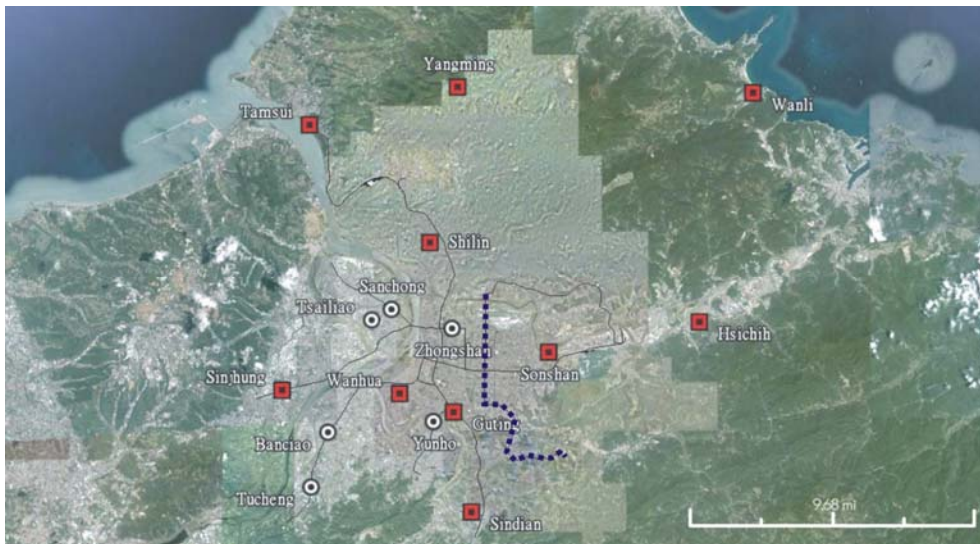 Yangming
Wanli
Tamsui
Shilin
Sanchong
Tsailiao
Zhongshan
Hsichih
Sonshan
Sinjhung
Wanhua
Guting
Banciao
Yunho
Tucheng
Sindian
9.68 mi